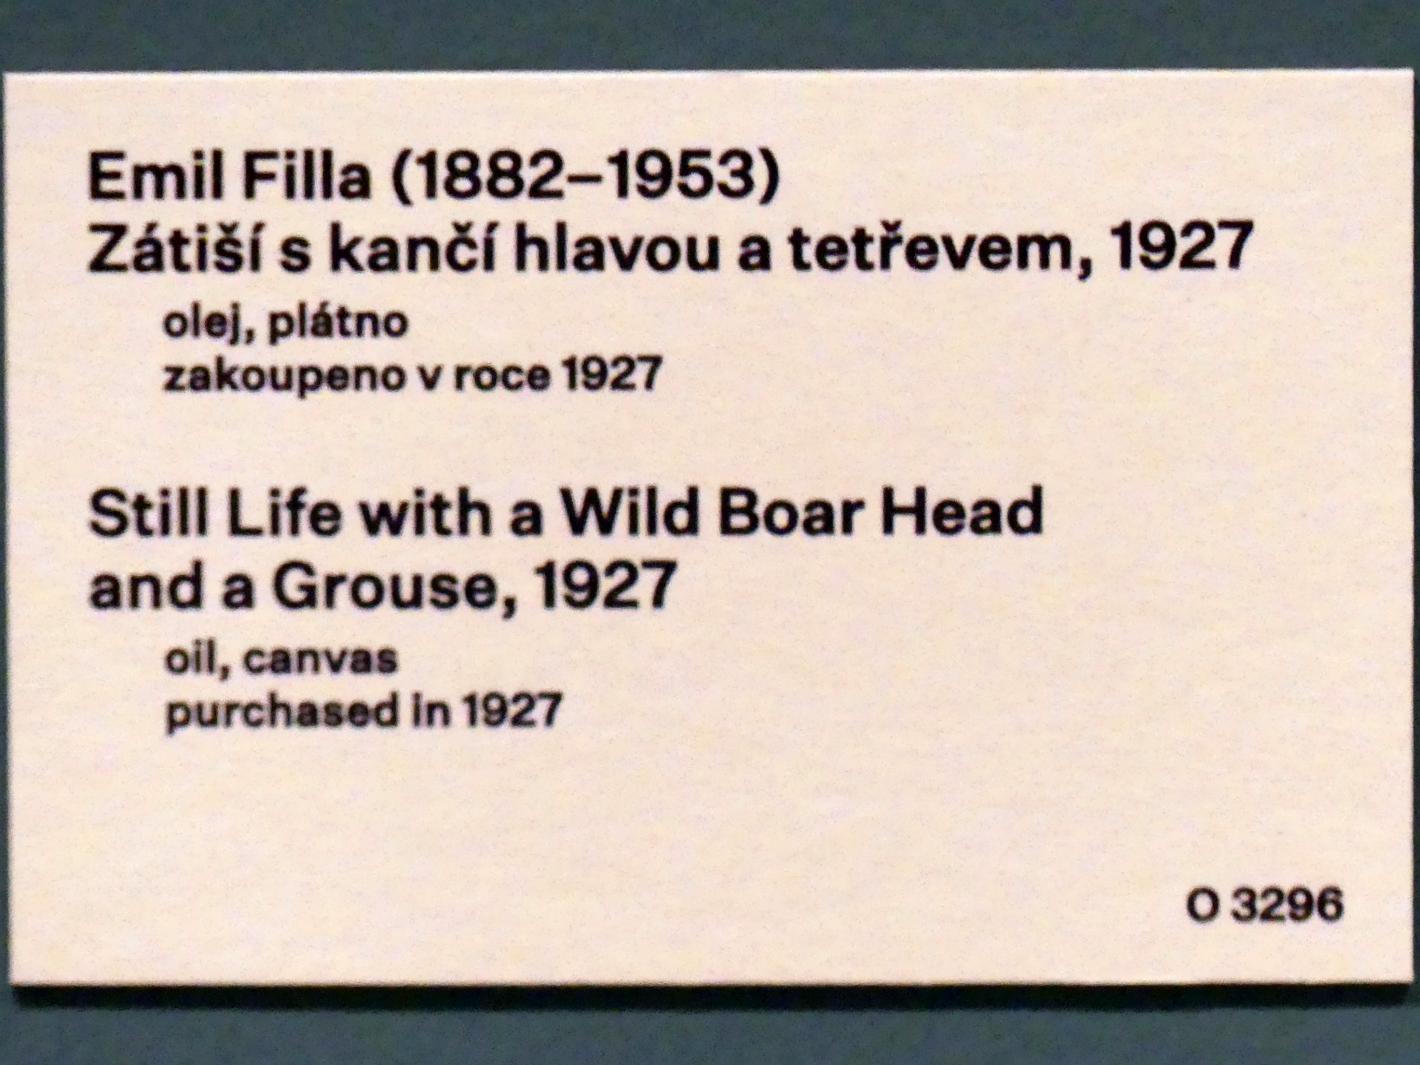 Emil Filla (1882–1953)
Zátiší s kančí hlavou a tetřevem, 1927
olej, plátno
zakoupeno v roce 1927
Still Life with a Wild Boar Head
and a Grouse, 1927
oil, canvas
purchased in 1927
O 3296